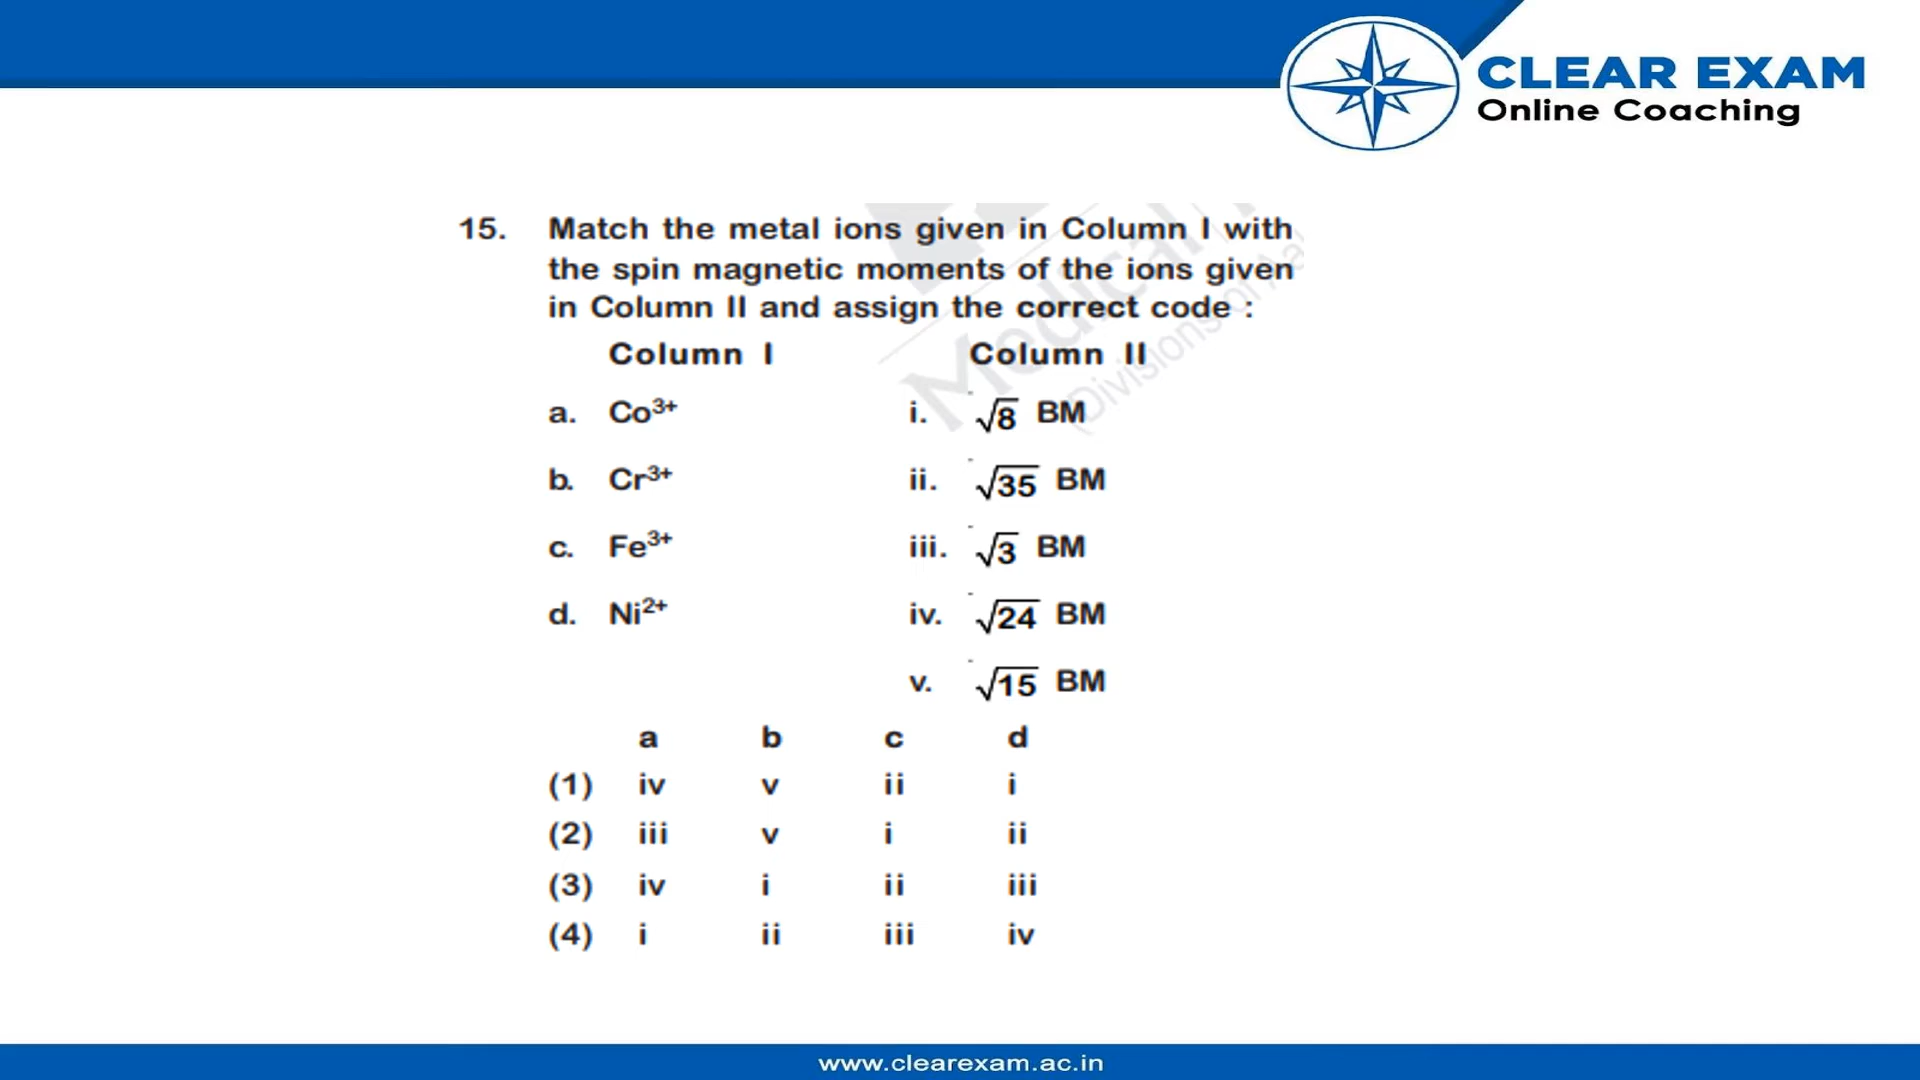 CLEAR EXAM
Online Coaching
15. Match the metal ions given in Column I with
the spin magnetic moments of the ions given
in Column II and assign the correct code :
Column I Column II
a. Co³⁺ i. √8 BM
b. Cr³⁺ ii. √35 BM
c. Fe³⁺ iii. √3 BM
d. Ni²⁺ iv. √24 BM
v. √15 BM
a b c d
(1) iv v ii i
(2) iii v i ii
(3) iv i ii iii
(4) i ii iii iv
www.clearexam.ac.in
Medical
(Divisions of